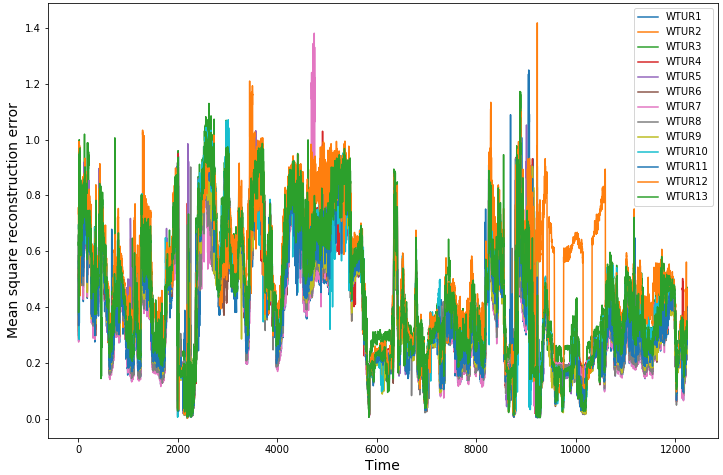 Mean square reconstruction error
1.4
1.2
1.0
0.8
0.6
0.4
0.2
0.0
0
2000
4000
6000
8000
10000
12000
Time
WTUR1
WTUR2
WTUR3
WTUR4
WTUR5
WTUR6
WTUR7
WTUR8
WTUR9
WTUR10
WTUR11
WTUR12
WTUR13